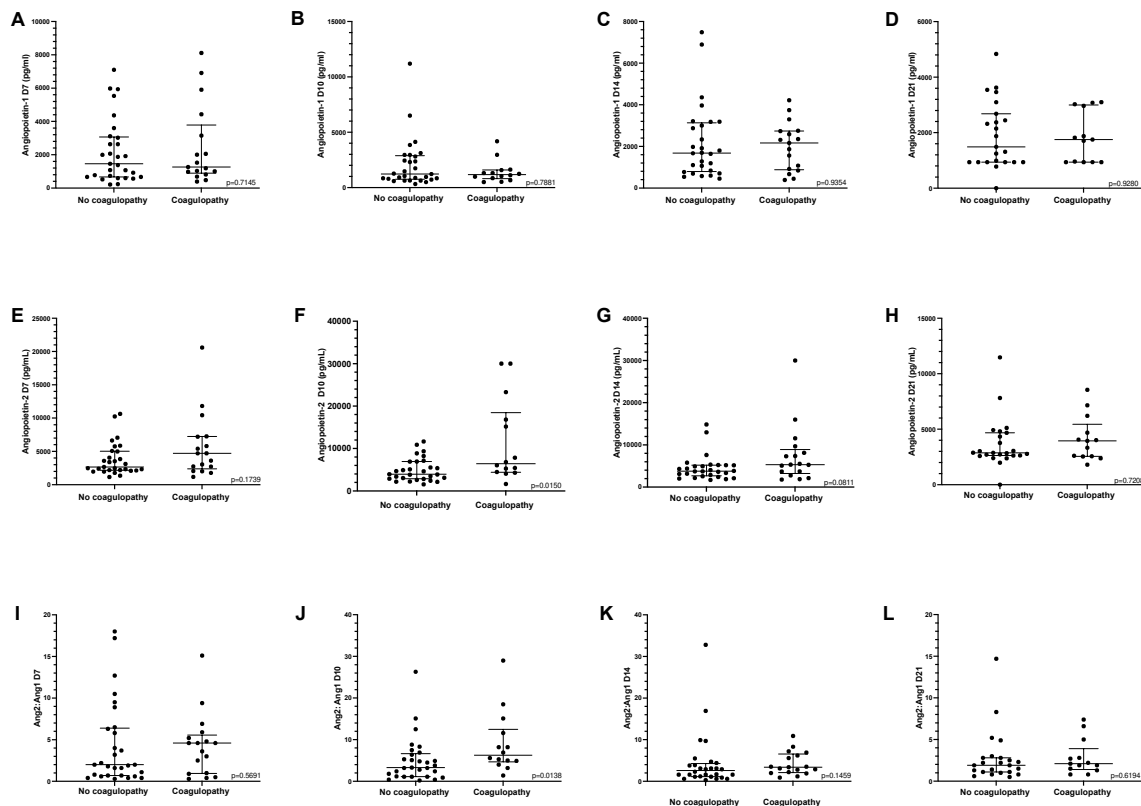 A
Angiopoietin-1 D7 (pg/ml)
10000
8000
6000
4000
2000
0
No coagulopathy
Coagulopathy
p=0.7145
B
Angiopoietin-1 D10 (pg/ml)
15000
10000
5000
0
No coagulopathy
Coagulopathy
p=0.7881
C
Angiopoietin-1 D14 (pg/ml)
8000
6000
4000
2000
0
No coagulopathy
Coagulopathy
p=0.9354
D
Angiopoietin-1 D21 (pg/ml)
6000
4000
2000
0
No coagulopathy
Coagulopathy
p=0.9280
E
Angiopoietin-2 D7 (pg/mL)
25000
20000
15000
10000
5000
0
No coagulopathy
Coagulopathy
p=0.1739
F
Angiopoietin-2 D10 (pg/mL)
40000
30000
20000
10000
0
No coagulopathy
Coagulopathy
p=0.0150
G
Angiopoietin-2 D14 (pg/mL)
40000
30000
20000
10000
0
No coagulopathy
Coagulopathy
p=0.0811
H
Angiopoietin-2 D21 (pg/mL)
15000
10000
5000
0
No coagulopathy
Coagulopathy
p=0.7208
I
Ang2:Ang1 D7
20
15
10
5
0
No coagulopathy
Coagulopathy
p=0.5691
J
Ang2:Ang1 D10
40
30
20
10
0
No coagulopathy
Coagulopathy
p=0.0138
K
Ang2:Ang1 D14
40
30
20
10
0
No coagulopathy
Coagulopathy
p=0.1459
L
Ang2:Ang1 D21
20
15
10
5
0
No coagulopathy
Coagulopathy
p=0.6194